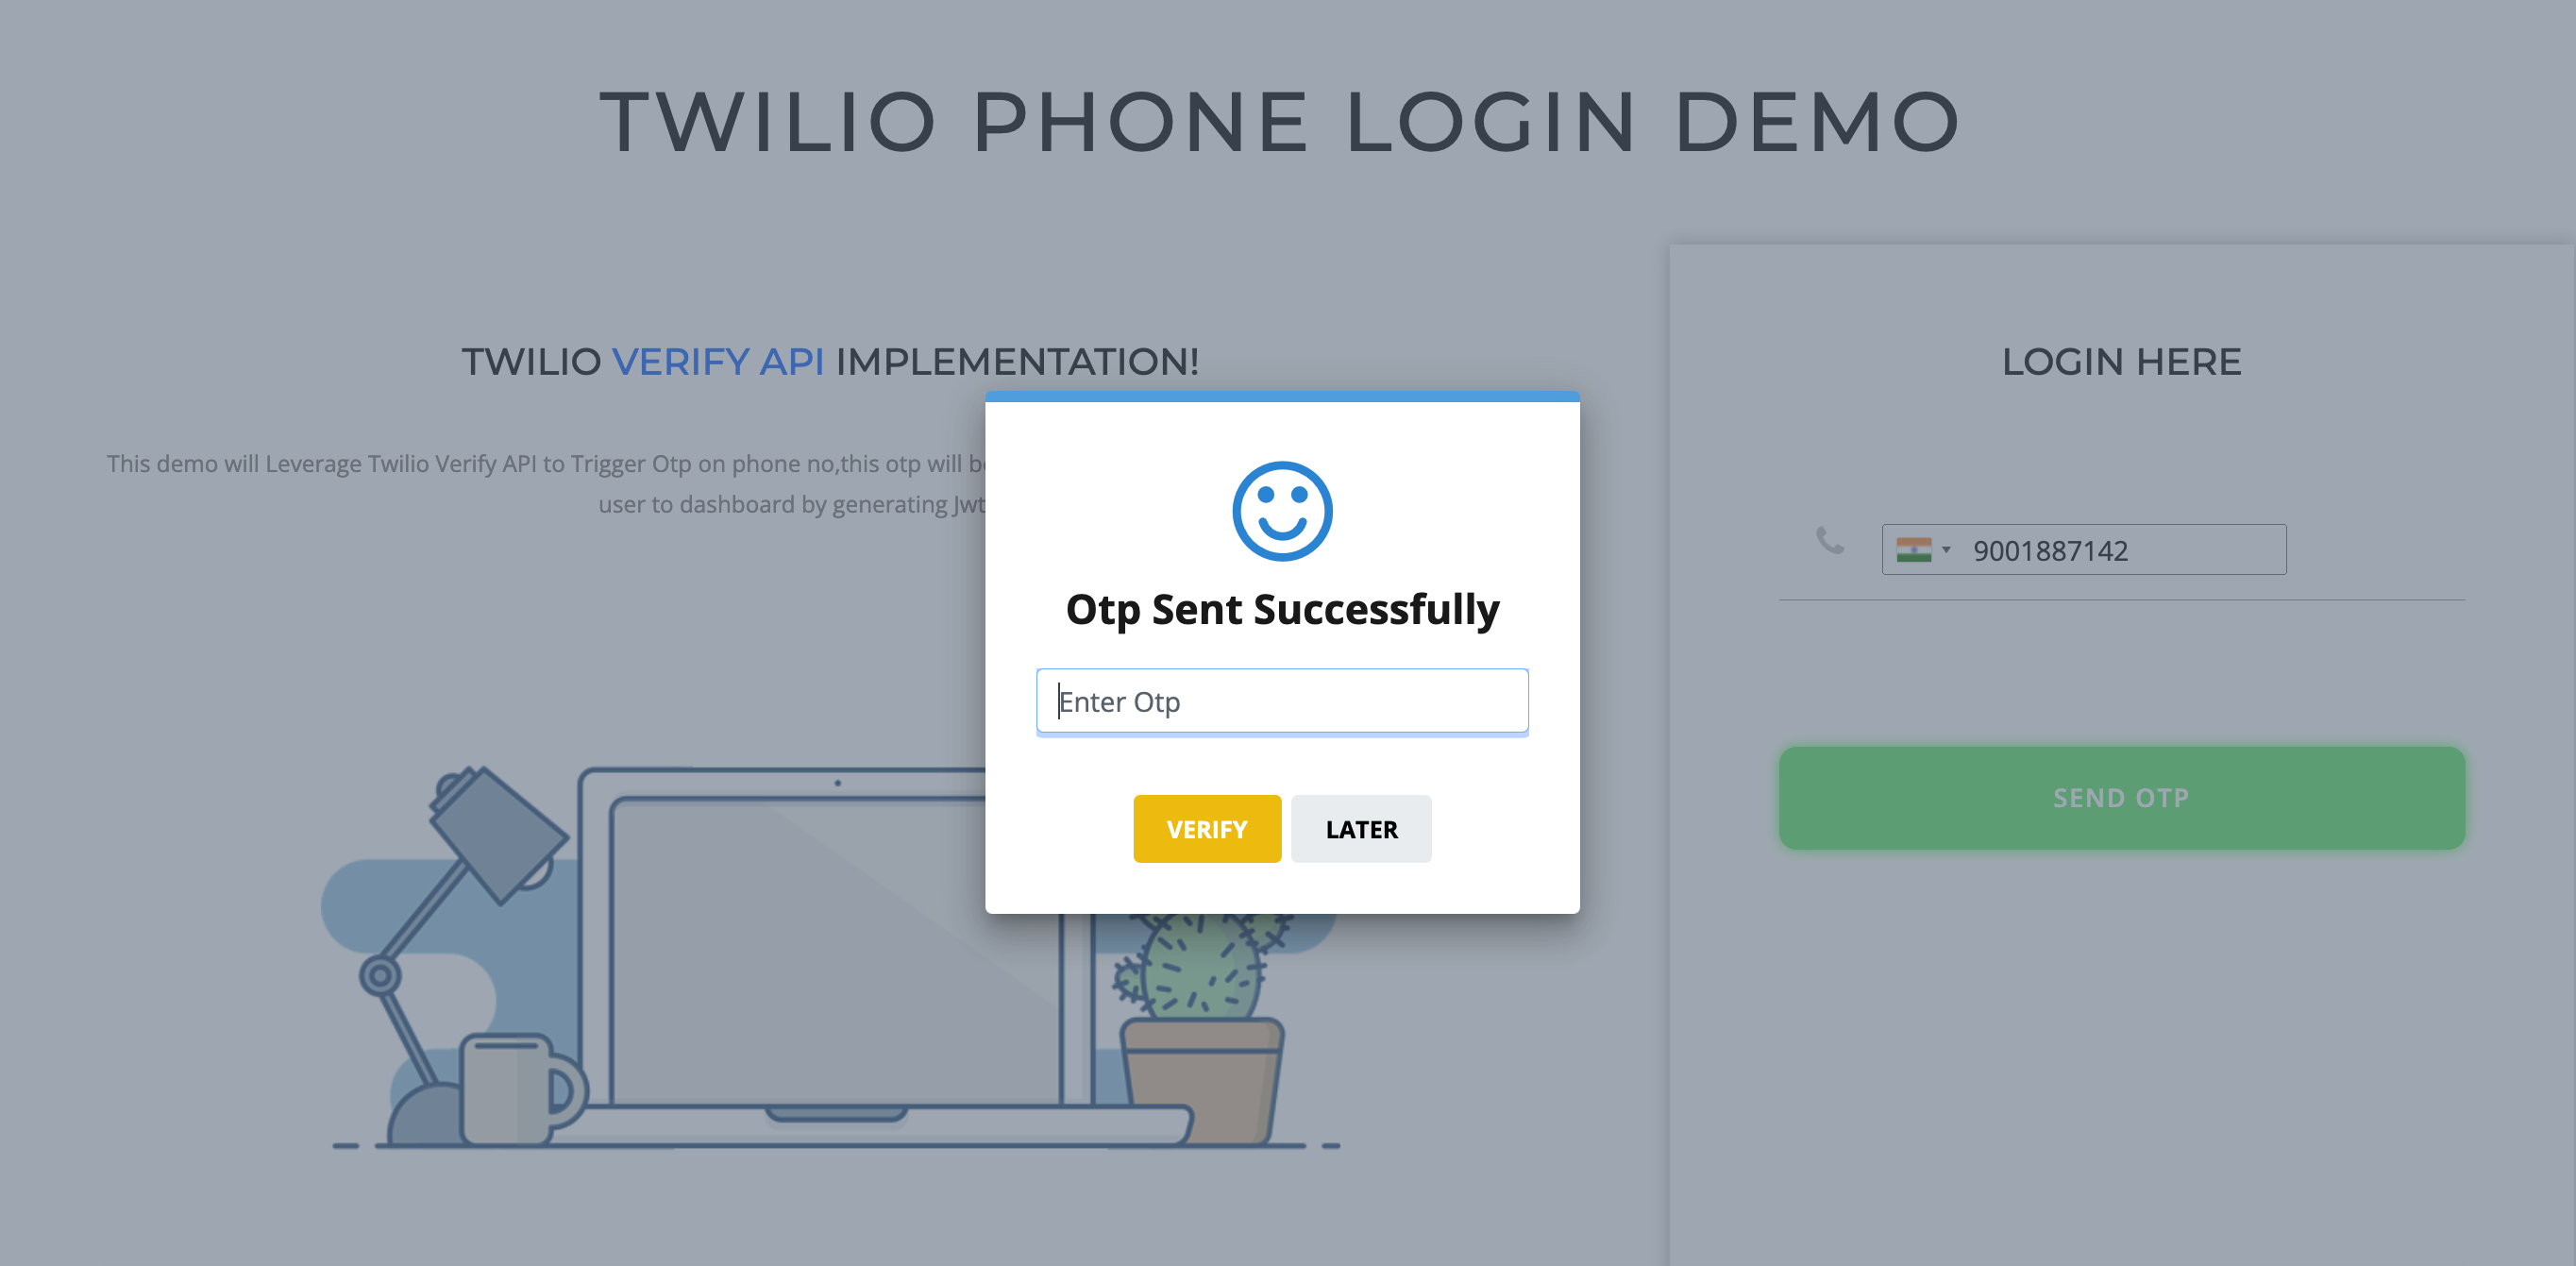 TWILIO PHONE LOGIN DEMO
TWILIO VERIFY API IMPLEMENTATION!
This demo will Leverage Twilio Verify API to Trigger Otp on phone no,this otp will
user to dashboard by generating Jwt
Otp Sent Successfully
Enter Otp
VERIFY LATER
LOGIN HERE
9001887142
SEND OTP